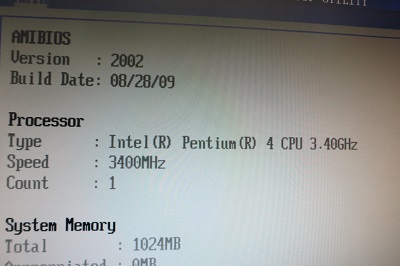 UTILITY
AMIBIOS
Version : 2002
Build Date: 08/28/09
Processor
Type : Intel(R) Pentium(R) 4 CPU 3.40GHz
Speed : 3400MHz
Count : 1
System Memory
Total : 1024MB
: 0MB